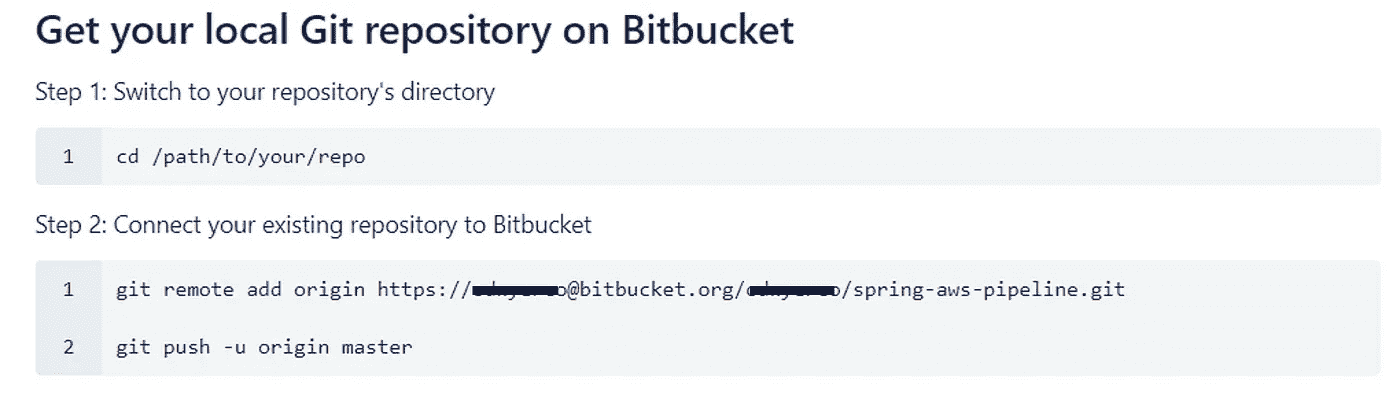 Get your local Git repository on Bitbucket
Step 1: Switch to your repository's directory
1 cd /path/to/your/repo
Step 2: Connect your existing repository to Bitbucket
1 git remote add origin https://@bitbucket.org//spring-aws-pipeline.git
2 git push -u origin master